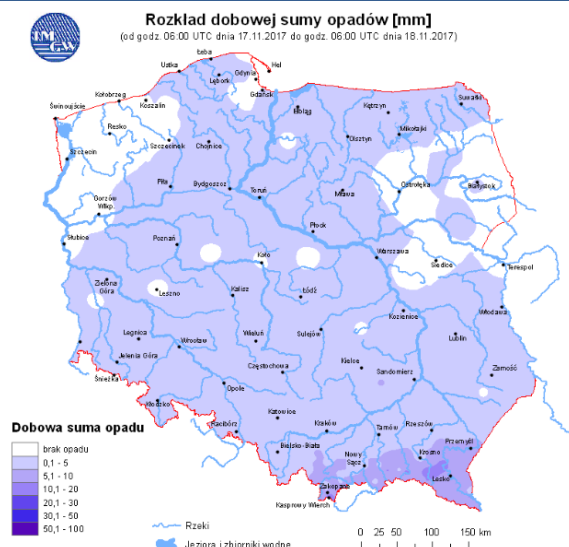 IMGW
Rozkład dobowej sumy opadów [mm]
(od godz. 06:00 UTC dnia 17.11.2017 do godz. 06:00 UTC dnia 18.11.2017)
Łeba
Ustka
Hel
Gdynia
Lębork
Suwałki
Kołobrzeg
Gdańsk
Koszalin
Elbląg
Kętrzyn
Świnoujście
Resko
Olsztyn
Mikołajki
Szczecinek
Chojnice
Szczecin
Piła
Bydgoszcz
Toruń
Mława
Ostrołęka
Białystok
Gorzów
Wlkp.
Płock
Słubice
Poznań
Koło
Warszawa
Siedlce
Terespol
Zielona
Góra
Leszno
Kalisz
Łódź
Kozienice
Włodawa
Legnica
Wrocław
Wieluń
Sulejów
Lublin
Jelenia Góra
Śnieżka
Częstochowa
Kielce
Sandomierz
Zamość
Opole
Kłodzko
Katowice
Racibórz
Kraków
Tarnów
Rzeszów
Przemyśl
Bielsko-Biała
Nowy
Sącz
Krosno
Lesko
Zakopane
Kasprowy Wierch
Dobowa suma opadu
brak opadu
0,1 - 5
5,1 - 10
10,1 - 20
20,1 - 30
30,1 - 50
50,1 - 100
Rzeki
Jeziora i zbiorniki wodne
0 25 50 100 150 km